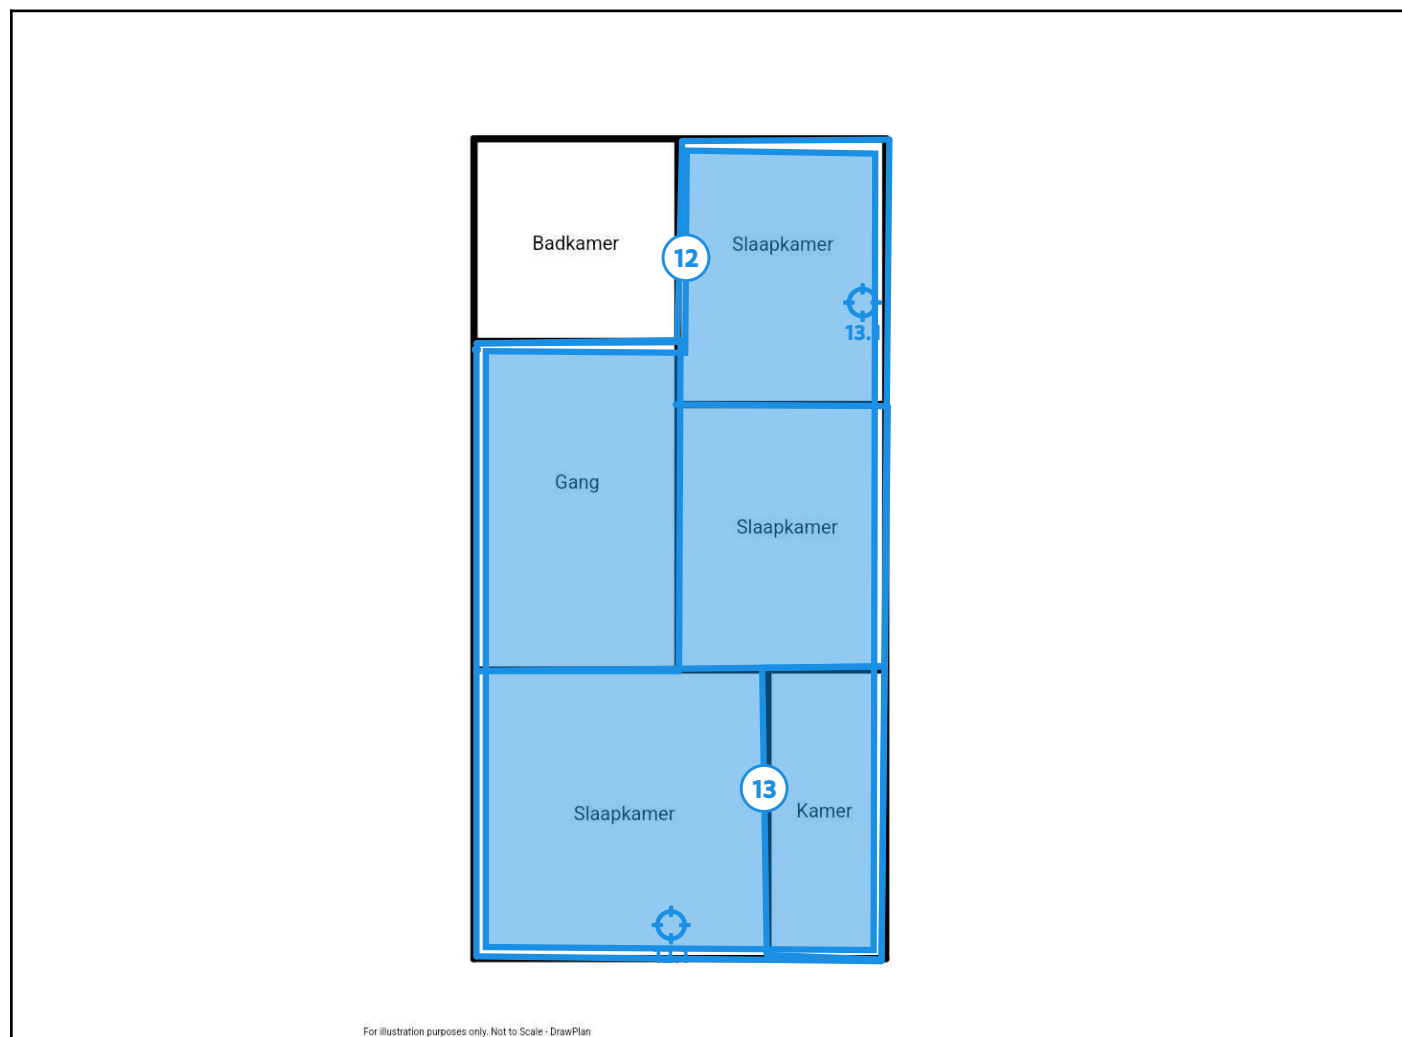 Badkamer
12
Slaapkamer
13.1
Gang
Slaapkamer
13
Slaapkamer
Kamer
For illustration purposes only. Not to Scale - DrawPlan